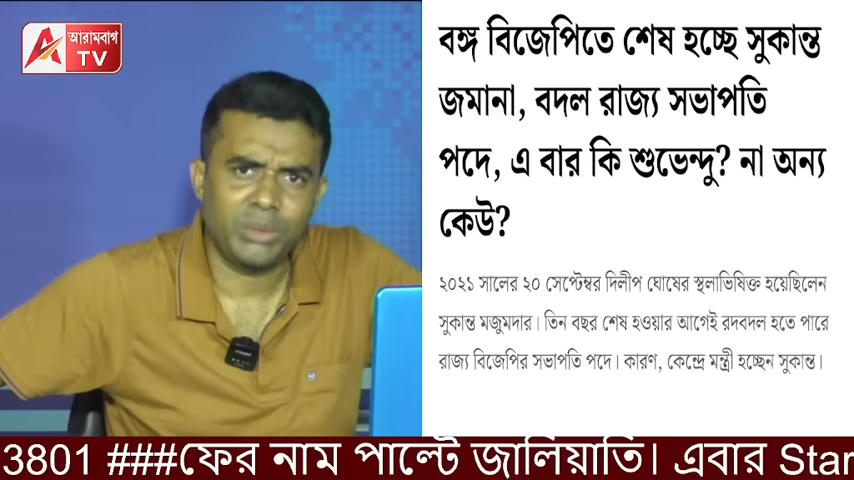 আরামবাগ
TV
বঙ্গ বিজেপিতে শেষ হচ্ছে সুকান্ত
জমানা, বদল রাজ্য সভাপতি
পদে, এ বার কি শুভেন্দু? না অন্য
কেউ?
২০২১ সালের ২০ সেপ্টেম্বর দিলীপ ঘোষের স্থলাভিষিক্ত হয়েছিলেন
সুকান্ত মজুমদার। তিন বছর শেষ হওয়ার আগেই রদবদল হতে পারে
রাজ্য বিজেপির সভাপতি পদে। কারণ, কেন্দ্রে মন্ত্রী হচ্ছেন সুকান্ত।
3801 ###ফের নাম পাল্টে জালিয়াতি। এবার Star